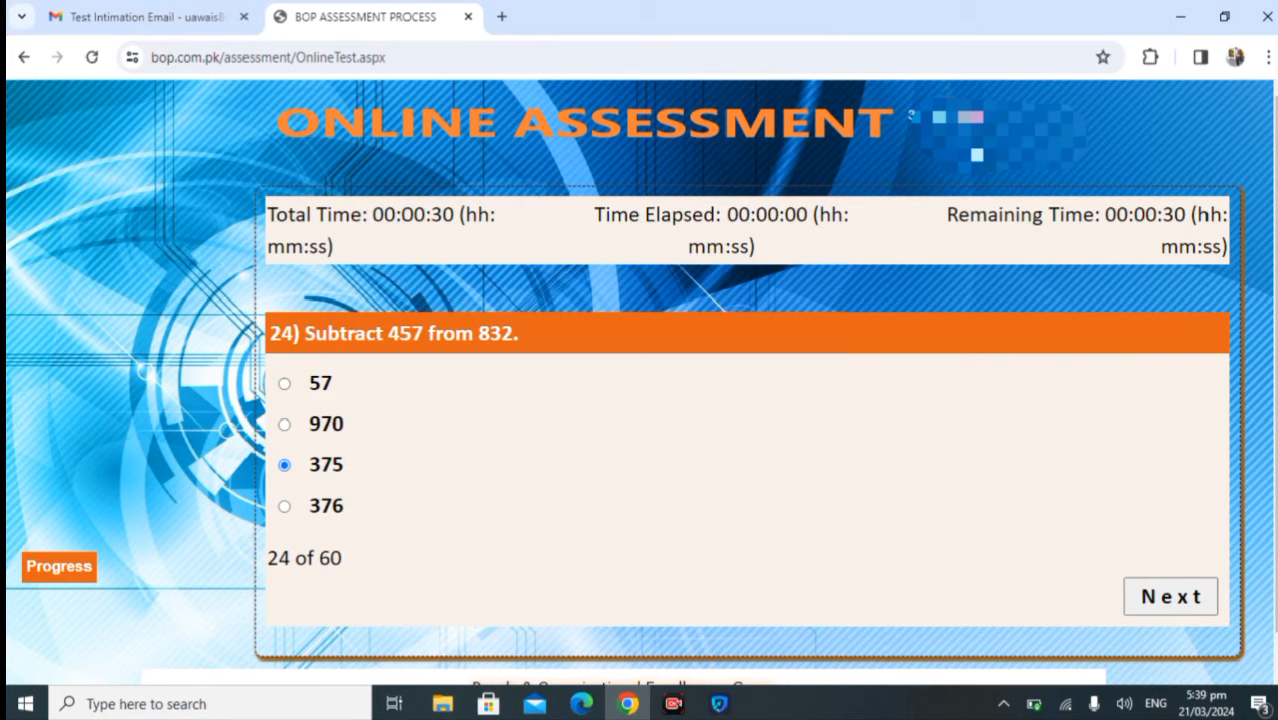 Test Intimation Email - uawais8
BOP ASSESSMENT PROCESS
bop.com.pk/assessment/OnlineTest.aspx
ONLINE ASSESSMENT
Total Time: 00:00:30 (hh:
mm:ss)
Time Elapsed: 00:00:00 (hh:
mm:ss)
Remaining Time: 00:00:30 (hh:
mm:ss)
24) Subtract 457 from 832.
57
970
375
376
24 of 60
Progress
Next
Type here to search
ENG
5:39 pm
21/03/2024
3